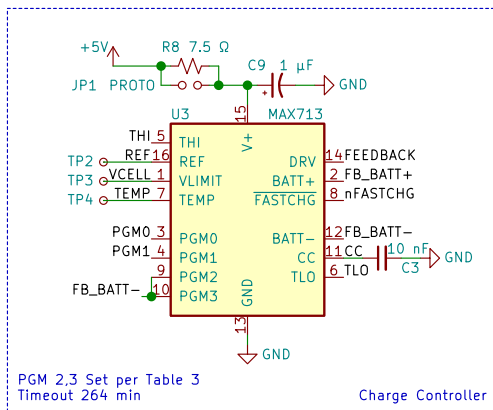 +5V R8 7.5 Ω
JP1 PROTO
C9 1 µF
+
GND
U3 MAX713
15
V+
THI 5 THI
REF 16 REF
TP2
VCELL 1 VLIMIT
TP3
TEMP 7 TEMP
TP4
DRV 14 FEEDBACK
BATT+ 2 FB_BATT+
FASTCHG 8 nFASTCHG
PGM0 3 PGM0
PGM1 4 PGM1
9 PGM2
FB_BATT- 10 PGM3
BATT- 12 FB_BATT-
CC 11 CC 10 nF
C3
GND
TLO 6 TLO
GND
13
GND
PGM 2,3 Set per Table 3
Timeout 264 min
Charge Controller